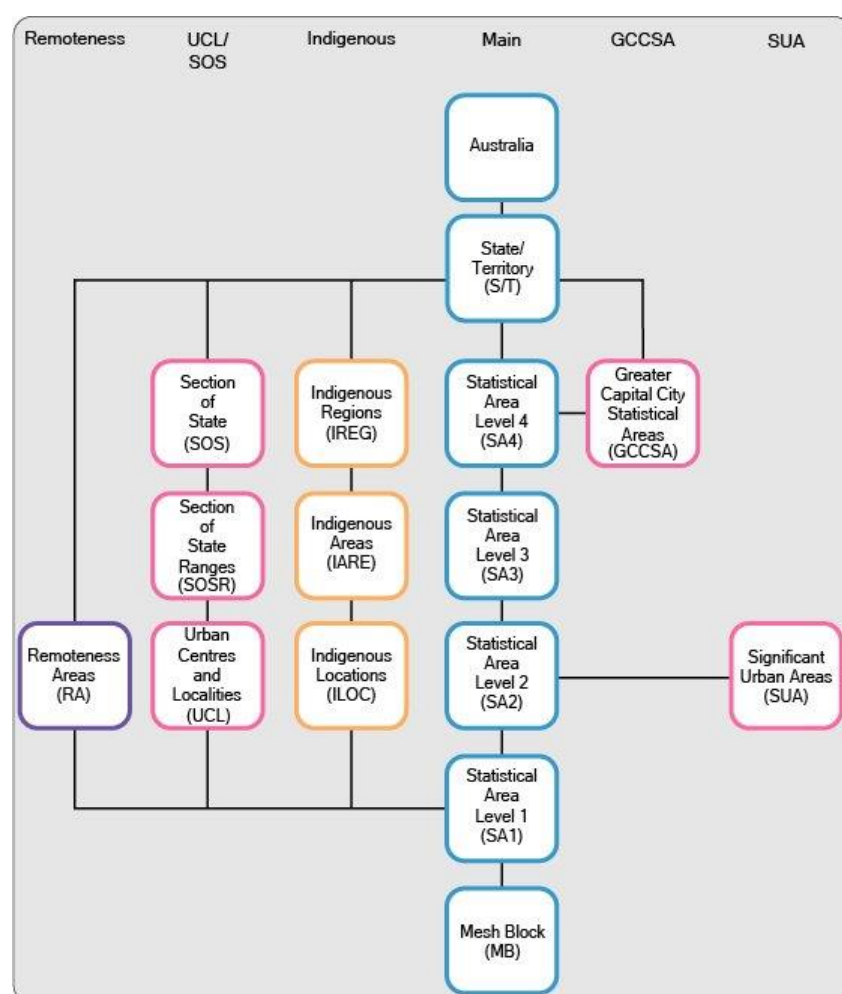 Remoteness
UCL/
SOS
Indigenous
Main
GCCSA
SUA
Australia
State/
Territory
(S/T)
Section
of
State
(SOS)
Indigenous
Regions
(IREG)
Statistical
Area
Level 4
(SA4)
Greater
Capital City
Statistical
Areas
(GCCSA)
Section
of
State
Ranges
(SOSR)
Indigenous
Areas
(IARE)
Statistical
Area
Level 3
(SA3)
Remoteness
Areas
(RA)
Urban
Centres
and
Localities
(UCL)
Indigenous
Locations
(ILOC)
Statistical
Area
Level 2
(SA2)
Significant
Urban Areas
(SUA)
Statistical
Area
Level 1
(SA1)
Mesh Block
(MB)